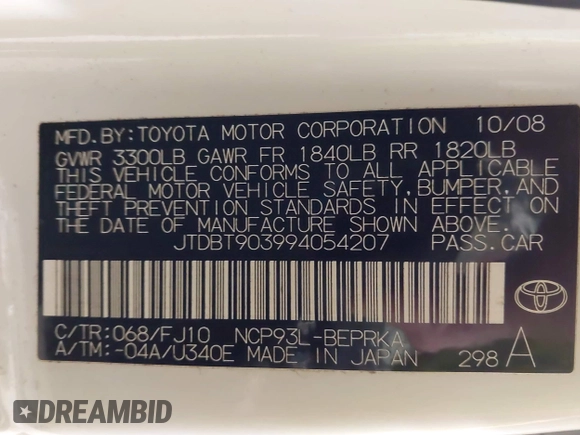 MFD. BY: TOYOTA MOTOR CORPORATION 10/08
GVWR 3300LB GAWR FR 1840LB RR 1820LB
THIS VEHICLE CONFORMS TO ALL APPLICABLE
FEDERAL MOTOR VEHICLE SAFETY, BUMPER, AND
THEFT PREVENTION STANDARDS IN EFFECT ON
THE DATE OF MANUFACTURE SHOWN ABOVE.
JTDBT903994054207 PASS. CAR
C/TR: 068/FJ10 NCP93L-BEPRKA
A/TM: -04A/U340E MADE IN JAPAN 298 A
DREAMBID